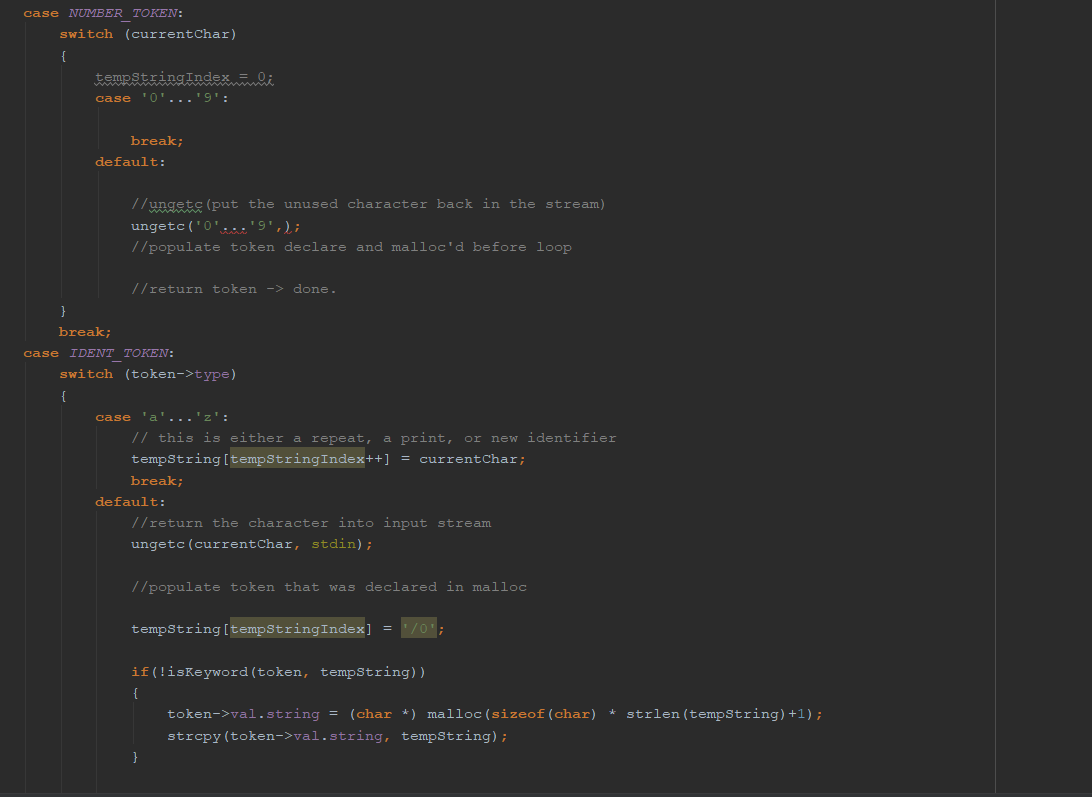 case NUMBER_TOKEN:
switch (currentChar)
{
tempStringIndex = 0;
case '0'...'9':
break;
default:
//ungetc(put the unused character back in the stream)
ungetc('0'...'9',);
//populate token declare and malloc'd before loop
//return token -> done.
}
break;
case IDENT_TOKEN:
switch (token->type)
{
case 'a'...'z':
// this is either a repeat, a print, or new identifier
tempString[tempStringIndex++] = currentChar;
break;
default:
//return the character into input stream
ungetc(currentChar, stdin);
//populate token that was declared in malloc
tempString[tempStringIndex] = '/0';
if(!isKeyword(token, tempString))
{
token->val.string = (char *) malloc(sizeof(char) * strlen(tempString)+1);
strcpy(token->val.string, tempString);
}